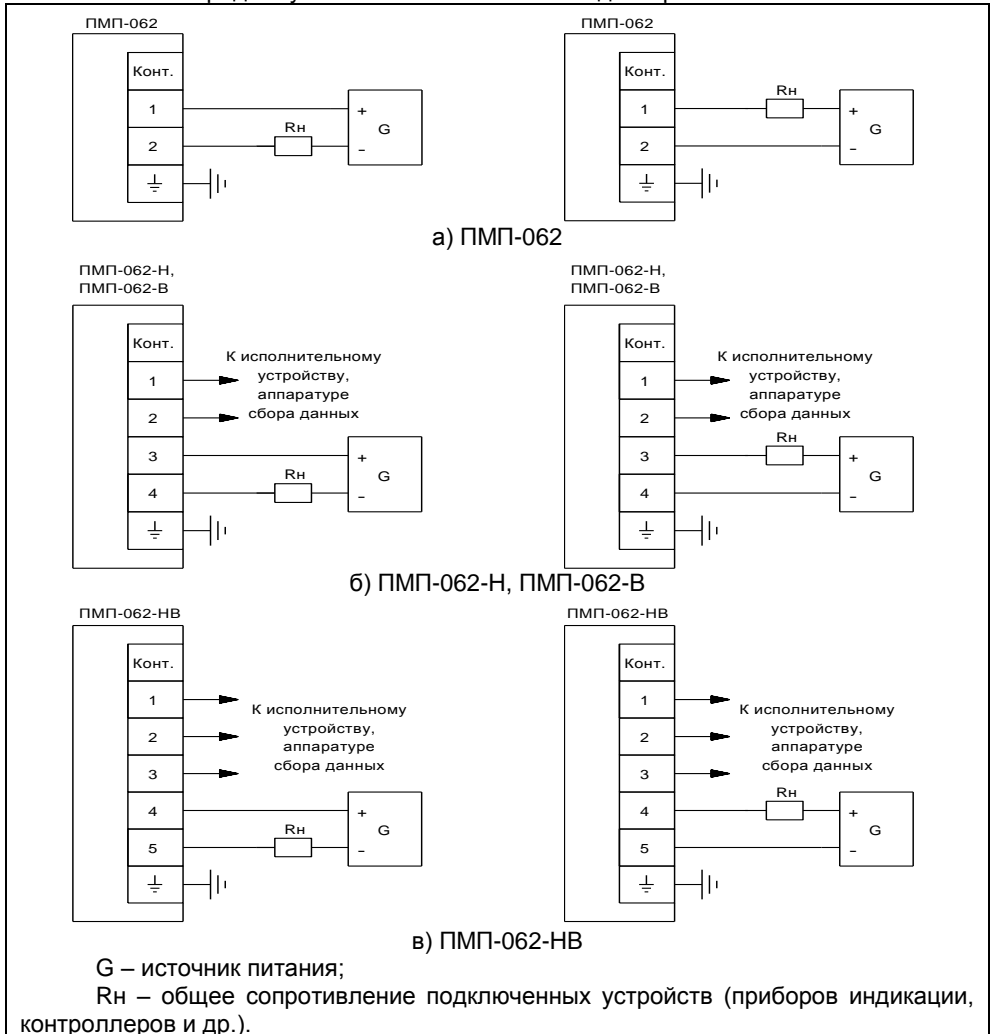 ПМП-062 ПМП-062
Конт. Конт.
Rн
1 + 1 +
Rн G G
2 - 2 -
а) ПМП-062
ПМП-062-Н, ПМП-062-Н,
ПМП-062-В ПМП-062-В
Конт. Конт.
К исполнительному К исполнительному
1 устройству, 1 устройству,
аппаратуре аппаратуре
2 сбора данных 2 сбора данных
Rн
3 + 3 +
Rн G G
4 - 4 -
б) ПМП-062-Н, ПМП-062-В
ПМП-062-НВ ПМП-062-НВ
Конт. Конт.
1 1
К исполнительному К исполнительному
2 устройству, 2 устройству,
аппаратуре аппаратуре
3 сбора данных 3 сбора данных
Rн
4 + 4 +
Rн G G
5 - 5 -
в) ПМП-062-НВ
G – источник питания;
Rн – общее сопротивление подключенных устройств (приборов индикации,
контроллеров и др.).